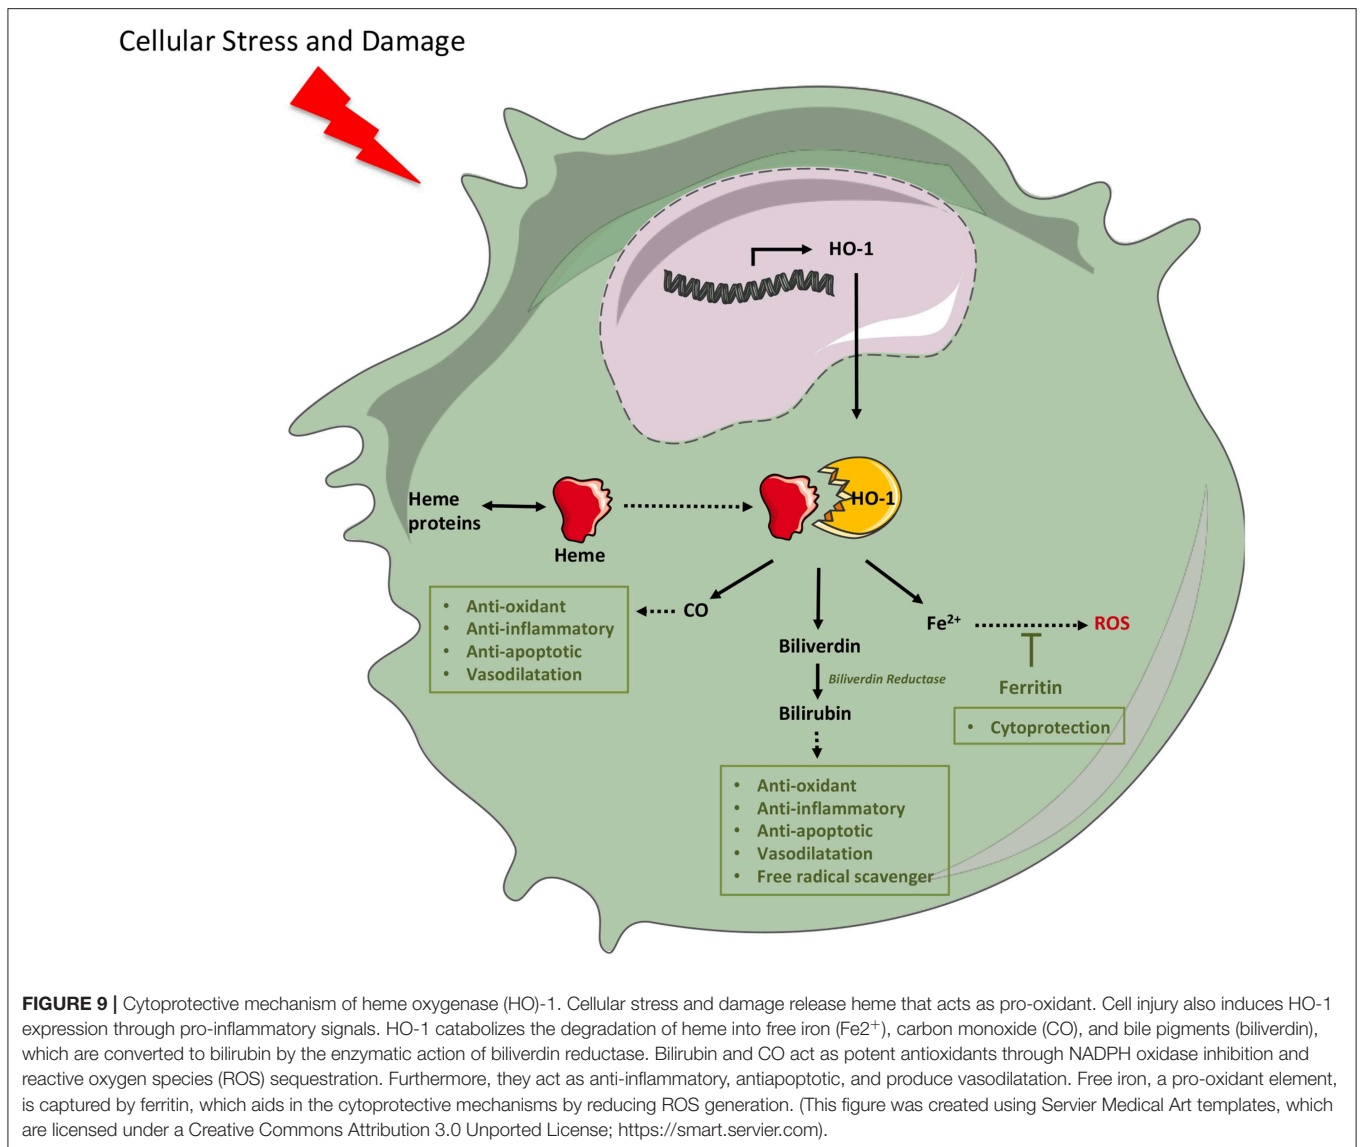 Cellular Stress and Damage
HO-1
Heme
proteins
Heme
HO-1
CO
• Anti-oxidant
• Anti-inflammatory
• Anti-apoptotic
• Vasodilatation
Biliverdin
Biliverdin Reductase
Bilirubin
• Anti-oxidant
• Anti-inflammatory
• Anti-apoptotic
• Vasodilatation
• Free radical scavenger
Fe²⁺
ROS
Ferritin
• Cytoprotection
FIGURE 9 | Cytoprotective mechanism of heme oxygenase (HO)-1. Cellular stress and damage release heme that acts as pro-oxidant. Cell injury also induces HO-1
expression through pro-inflammatory signals. HO-1 catabolizes the degradation of heme into free iron (Fe2⁺), carbon monoxide (CO), and bile pigments (biliverdin),
which are converted to bilirubin by the enzymatic action of biliverdin reductase. Bilirubin and CO act as potent antioxidants through NADPH oxidase inhibition and
reactive oxygen species (ROS) sequestration. Furthermore, they act as anti-inflammatory, antiapoptotic, and produce vasodilatation. Free iron, a pro-oxidant element,
is captured by ferritin, which aids in the cytoprotective mechanisms by reducing ROS generation. (This figure was created using Servier Medical Art templates, which
are licensed under a Creative Commons Attribution 3.0 Unported License; https://smart.servier.com).